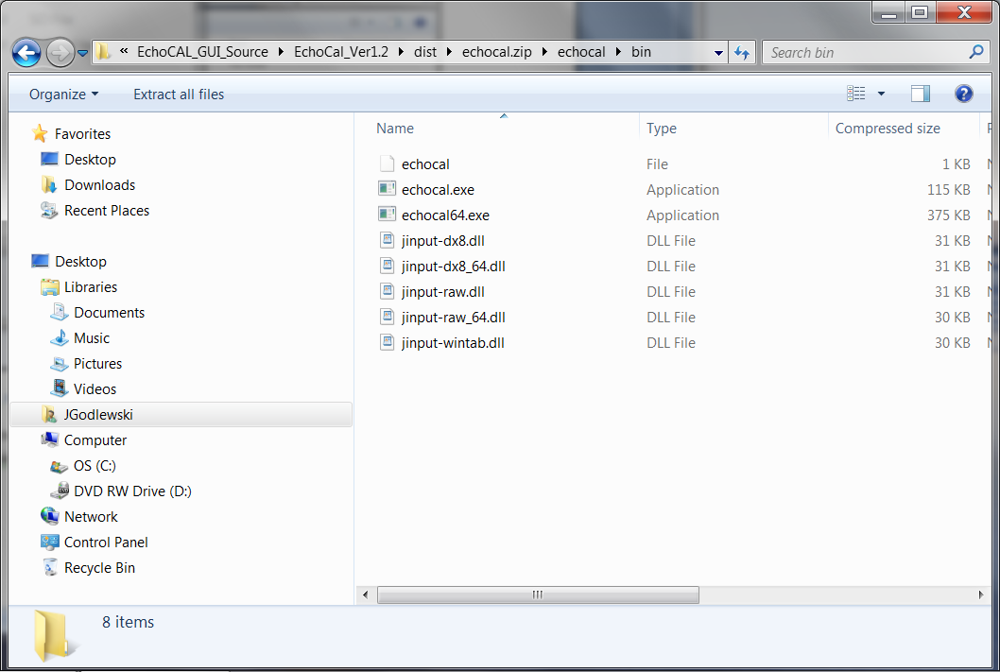 « EchoCAL_GUI_Source EchoCal_Ver1.2 dist echocal.zip echocal bin Search bin
Organize Extract all files
Favorites
Desktop
Downloads
Recent Places
Desktop
Libraries
Documents
Music
Pictures
Videos
JGodlewski
Computer
OS (C:)
DVD RW Drive (D:)
Network
Control Panel
Recycle Bin
Name Type Compressed size
echocal File 1 KB
echocal.exe Application 115 KB
echocal64.exe Application 375 KB
jinput-dx8.dll DLL File 31 KB
jinput-dx8_64.dll DLL File 31 KB
jinput-raw.dll DLL File 31 KB
jinput-raw_64.dll DLL File 30 KB
jinput-wintab.dll DLL File 30 KB
8 items